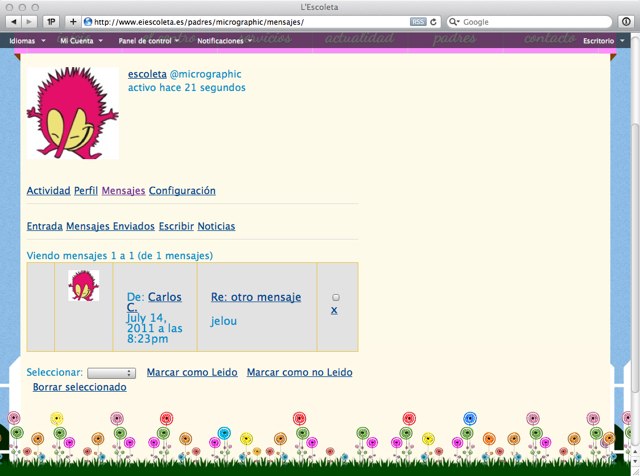 L'Escoleta
1P
http://www.eiescoleta.es/padres/micrographic/mensajes/
RSS
Google
Idiomas Mi Cuenta Panel de control Notificaciones Escritorio
servicios actualidad padres contacto
escoleta @micrographic
activo hace 21 segundos
Actividad Perfil Mensajes Configuración
Entrada Mensajes Enviados Escribir Noticias
Viendo mensajes 1 a 1 (de 1 mensajes)
De: Carlos
C.
July 14,
2011 a las
8:23pm
Re: otro mensaje
jelou
x
Seleccionar: Marcar como Leido Marcar como no Leido
Borrar seleccionado